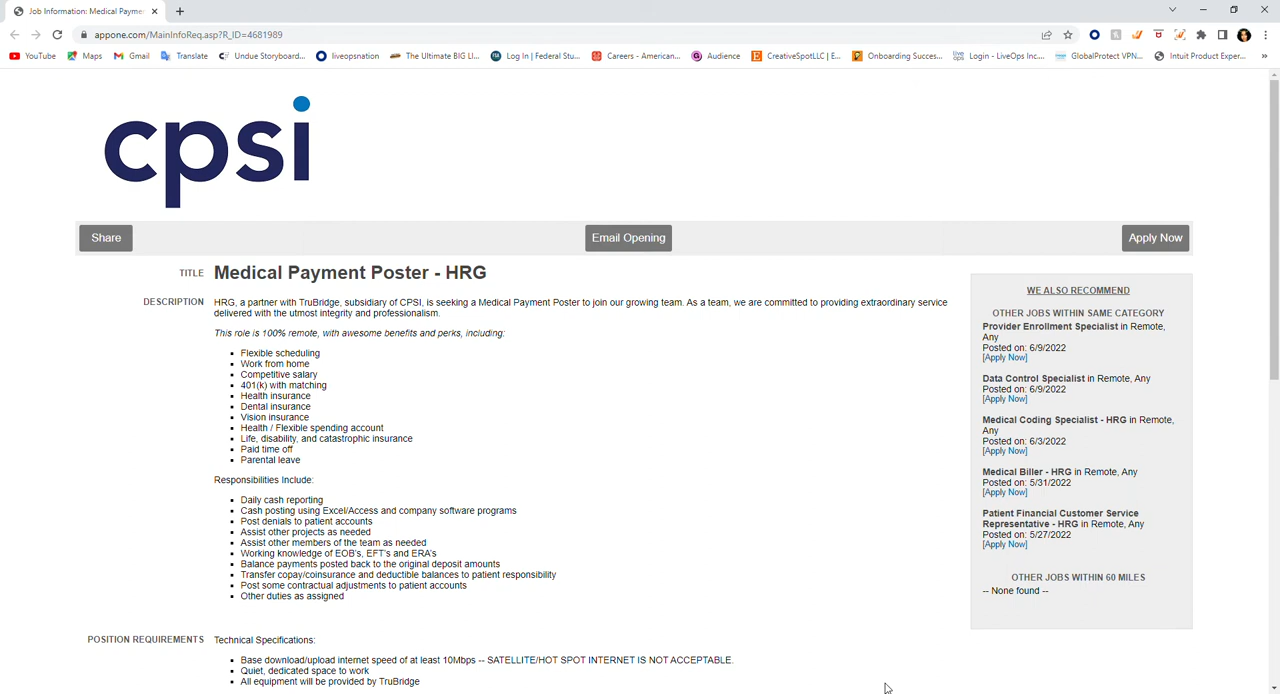 Job Information: Medical Payme
appone.com/MainInfoReq.asp?R_ID=4681989
YouTube Maps Gmail Translate Undue Storyboard... liveopsnation The Ultimate BIG LI... Log In | Federal Stu... Careers - American... Audience CreativeSpotLLC | E... Onboarding Succes... Login - LiveOps Inc... GlobalProtect VPN... Intuit Product Exper...
cpsi
Share
Email Opening
Apply Now
TITLE Medical Payment Poster - HRG
DESCRIPTION HRG, a partner with TruBridge, subsidiary of CPSI, is seeking a Medical Payment Poster to join our growing team. As a team, we are committed to providing extraordinary service
delivered with the utmost integrity and professionalism.
This role is 100% remote, with awesome benefits and perks, including:
Flexible scheduling
Work from home
Competitive salary
401(k) with matching
Health insurance
Dental insurance
Vision insurance
Health / Flexible spending account
Life, disability, and catastrophic insurance
Paid time off
Parental leave
Responsibilities Include:
Daily cash reporting
Cash posting using Excel/Access and company software programs
Post denials to patient accounts
Assist other projects as needed
Assist other members of the team as needed
Working knowledge of EOB's, EFT's and ERA's
Balance payments posted back to the original deposit amounts
Transfer copay/coinsurance and deductible balances to patient responsibility
Post some contractual adjustments to patient accounts
Other duties as assigned
POSITION REQUIREMENTS Technical Specifications:
Base download/upload internet speed of at least 10Mbps -- SATELLITE/HOT SPOT INTERNET IS NOT ACCEPTABLE.
Quiet, dedicated space to work
All equipment will be provided by TruBridge
WE ALSO RECOMMEND
OTHER JOBS WITHIN SAME CATEGORY
Provider Enrollment Specialist in Remote,
Any
Posted on: 6/9/2022
[Apply Now]
Data Control Specialist in Remote, Any
Posted on: 6/9/2022
[Apply Now]
Medical Coding Specialist - HRG in Remote,
Any
Posted on: 6/3/2022
[Apply Now]
Medical Biller - HRG in Remote, Any
Posted on: 5/31/2022
[Apply Now]
Patient Financial Customer Service
Representative - HRG in Remote, Any
Posted on: 5/27/2022
[Apply Now]
OTHER JOBS WITHIN 60 MILES
-- None found --